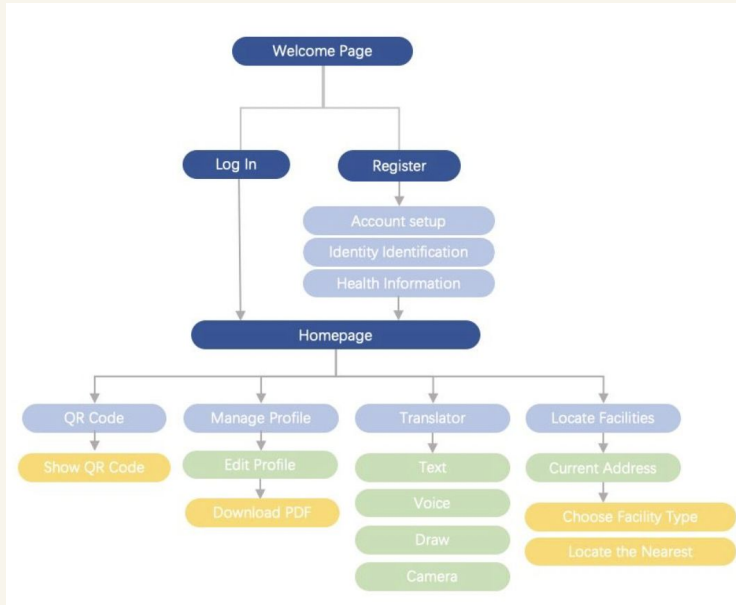 Welcome Page
Log In
Register
Account setup
Identity Identification
Health Information
Homepage
QR Code
Manage Profile
Translator
Locate Facilities
Show QR Code
Edit Profile
Text
Current Address
Download PDF
Voice
Choose Facility Type
Draw
Locate the Nearest
Camera